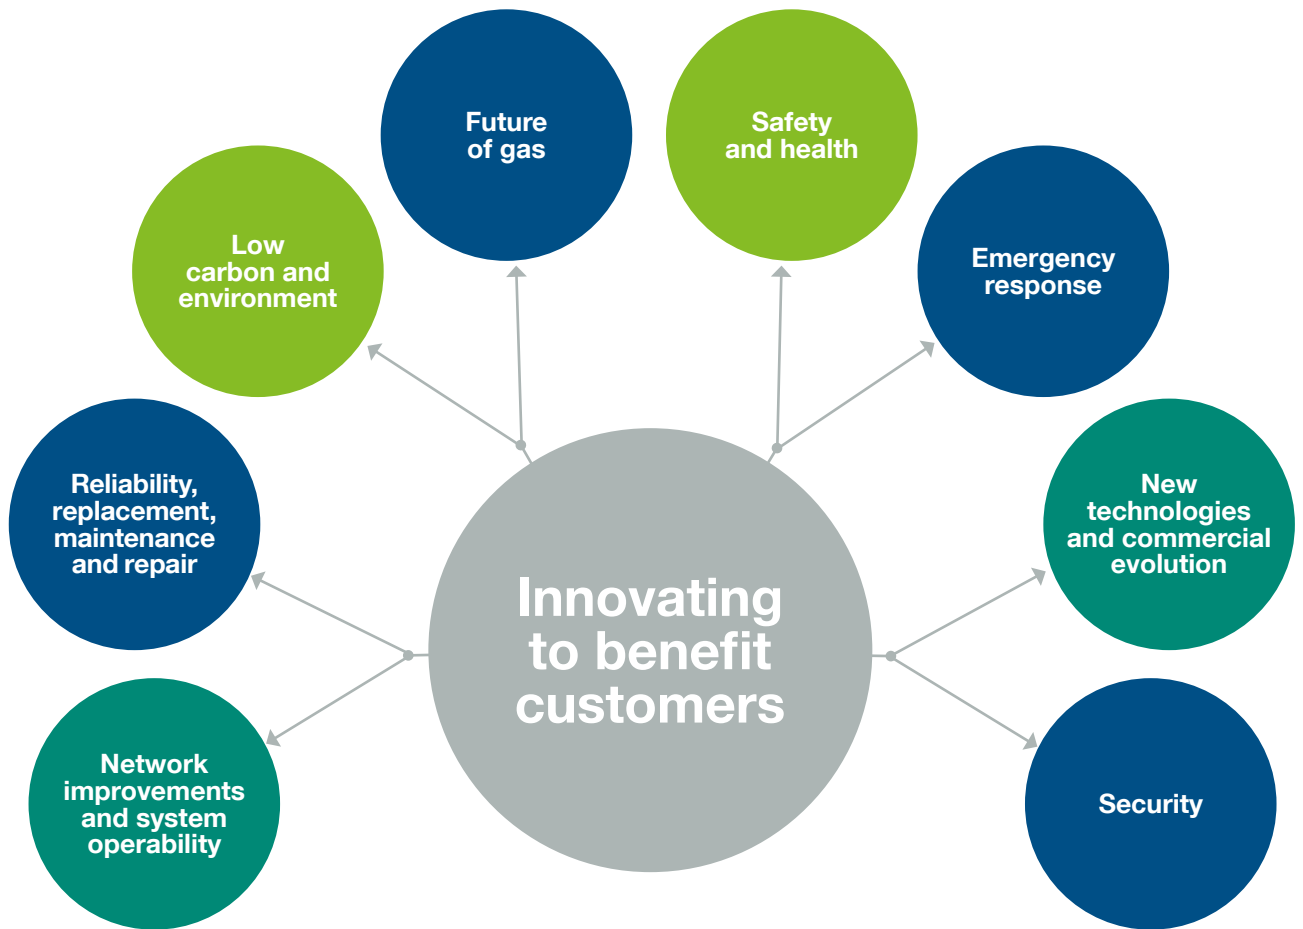 Future
of gas
Safety
and health
Low
carbon and
environment
Emergency
response
Reliability,
replacement,
maintenance
and repair
New
technologies
and commercial
evolution
Innovating
to benefit
customers
Network
improvements
and system
operability
Security